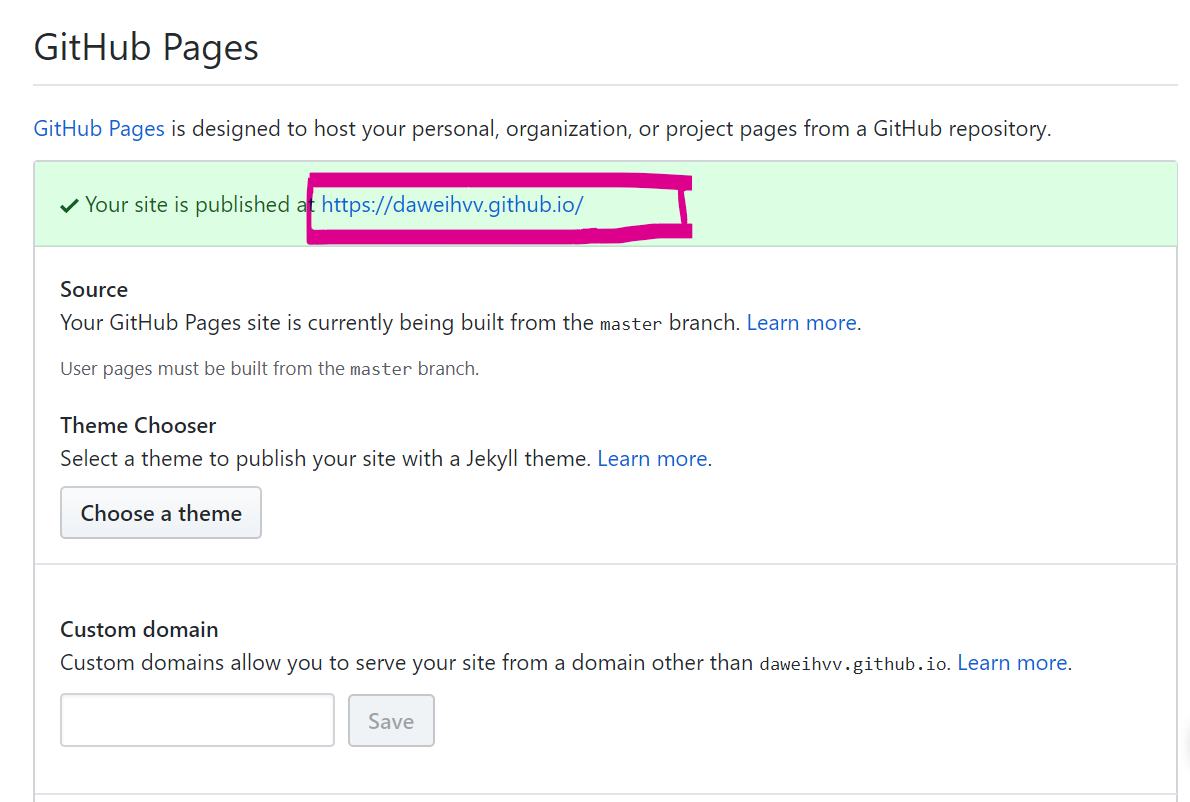 GitHub Pages
GitHub Pages is designed to host your personal, organization, or project pages from a GitHub repository.
Your site is published at https://daweihvv.github.io/
Source
Your GitHub Pages site is currently being built from the master branch. Learn more.
User pages must be built from the master branch.
Theme Chooser
Select a theme to publish your site with a Jekyll theme. Learn more.
Choose a theme
Custom domain
Custom domains allow you to serve your site from a domain other than daweihvv.github.io. Learn more.
Save